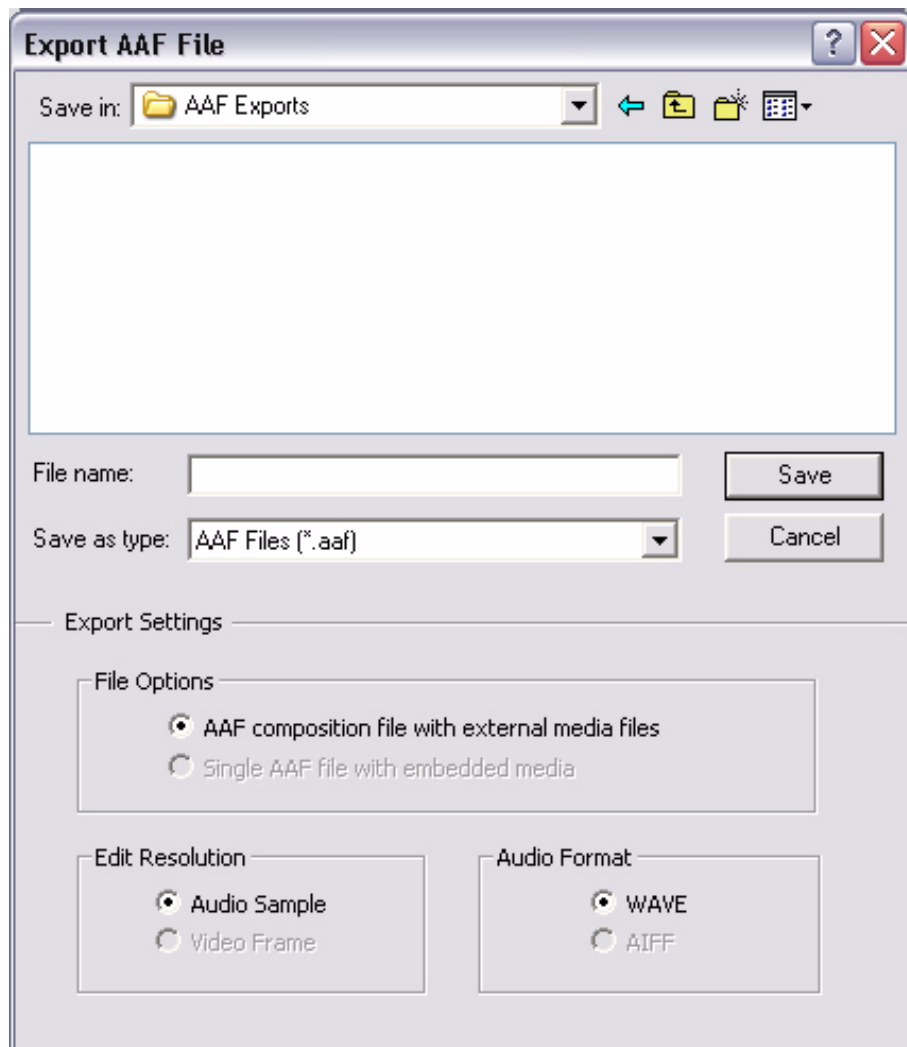 Export AAF File
?
Save in: AAF Exports
File name:
Save
Save as type: AAF Files (*.aaf)
Cancel
Export Settings
File Options
AAF composition file with external media files
Single AAF file with embedded media
Edit Resolution
Audio Sample
Video Frame
Audio Format
WAVE
AIFF